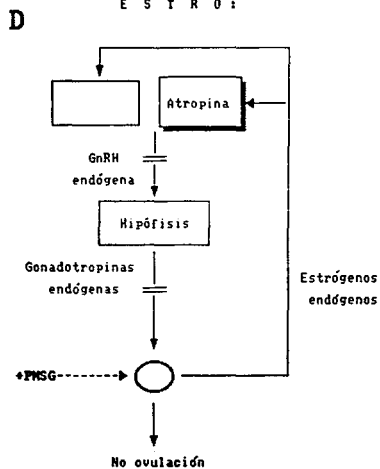 E S T R O :
D
Atropina
GnRH
endógena
Hipófisis
Gonadotropinas
endógenas
Estrógenos
endógenos
+PMSG
No ovulación